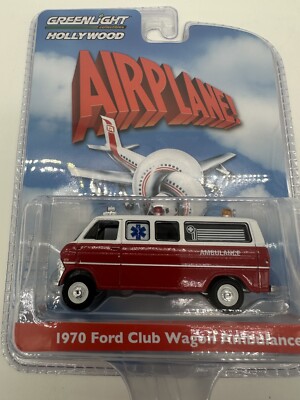 GREENLIGHT
HOLLYWOOD
AIRPLANE!
AMBULANCE
1970 Ford Club Wagon Ambulance